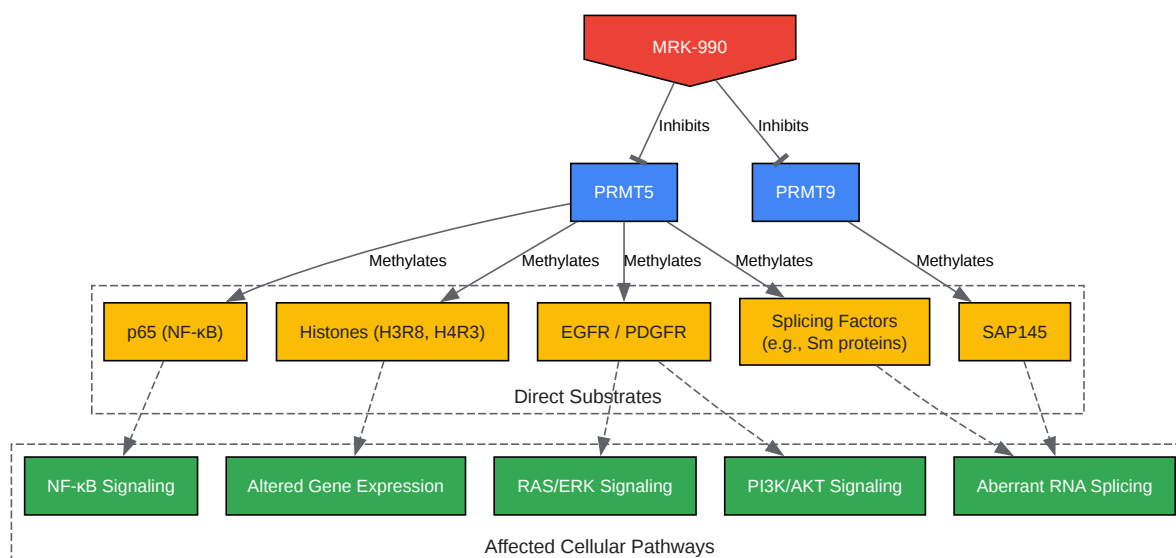 MRK-990
Inhibits
Inhibits
PRMT5
PRMT9
Methylates
Methylates
Methylates
Methylates
Methylates
p65 (NF-κB)
Histones (H3R8, H4R3)
EGFR / PDGFR
Splicing Factors
(e.g., Sm proteins)
SAP145
Direct Substrates
NF-κB Signaling
Altered Gene Expression
RAS/ERK Signaling
PI3K/AKT Signaling
Aberrant RNA Splicing
Affected Cellular Pathways